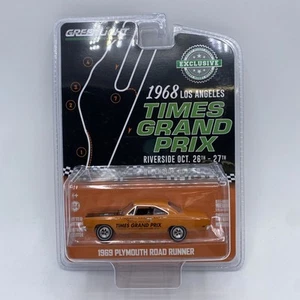 GREENLIGHT
EXCLUSIVE
1968 LOS ANGELES
TIMES
GRAND
PRIX
RIVERSIDE OCT. 26TH - 27TH
TIMES GRAND PRIX
1969 PLYMOUTH ROAD RUNNER